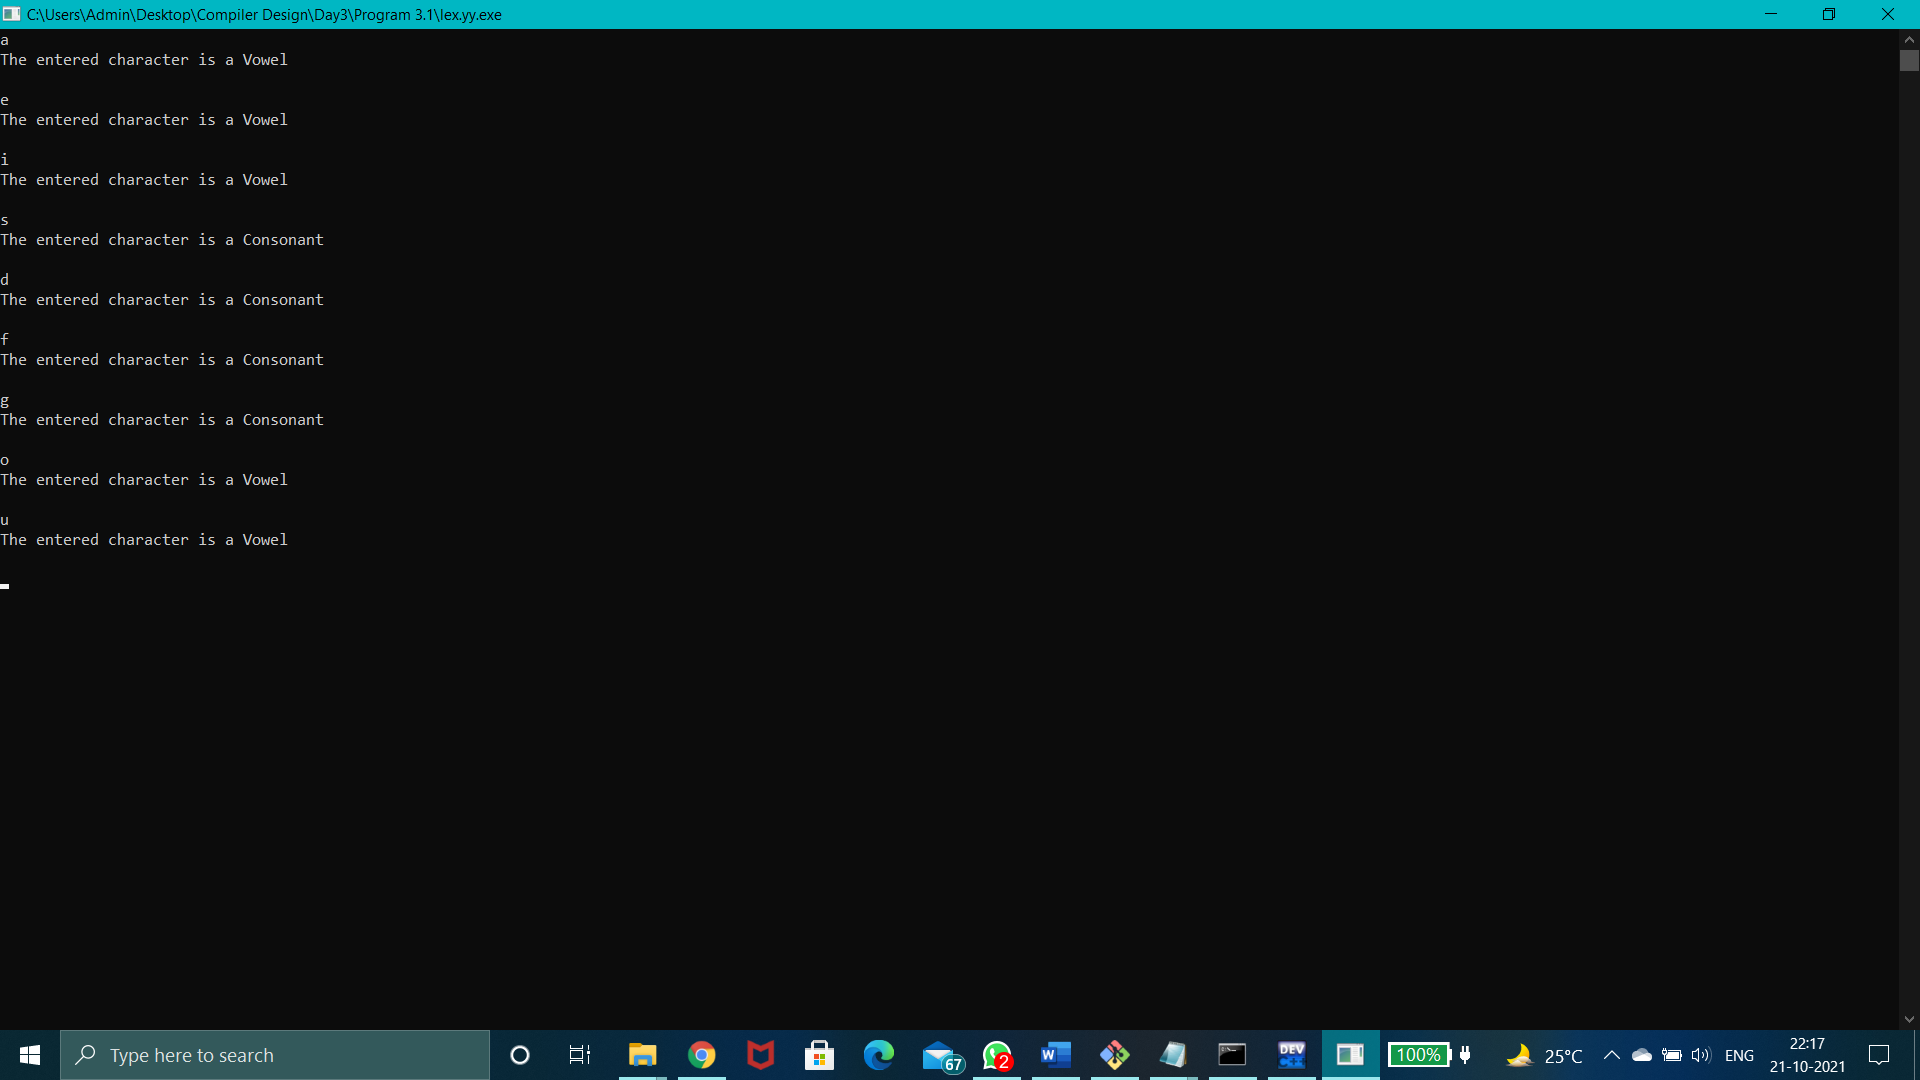 C:\Users\Admin\Desktop\Compiler Design\Day3\Program 3.1\lex.yy.exe
a
The entered character is a Vowel
e
The entered character is a Vowel
i
The entered character is a Vowel
s
The entered character is a Consonant
d
The entered character is a Consonant
f
The entered character is a Consonant
g
The entered character is a Consonant
o
The entered character is a Vowel
u
The entered character is a Vowel
Type here to search
67
2
W
DEV
C++
100%
25°C
ENG
22:17
21-10-2021